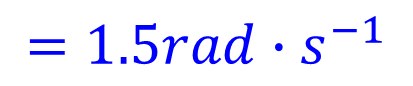 = 1.5rad · s⁻¹